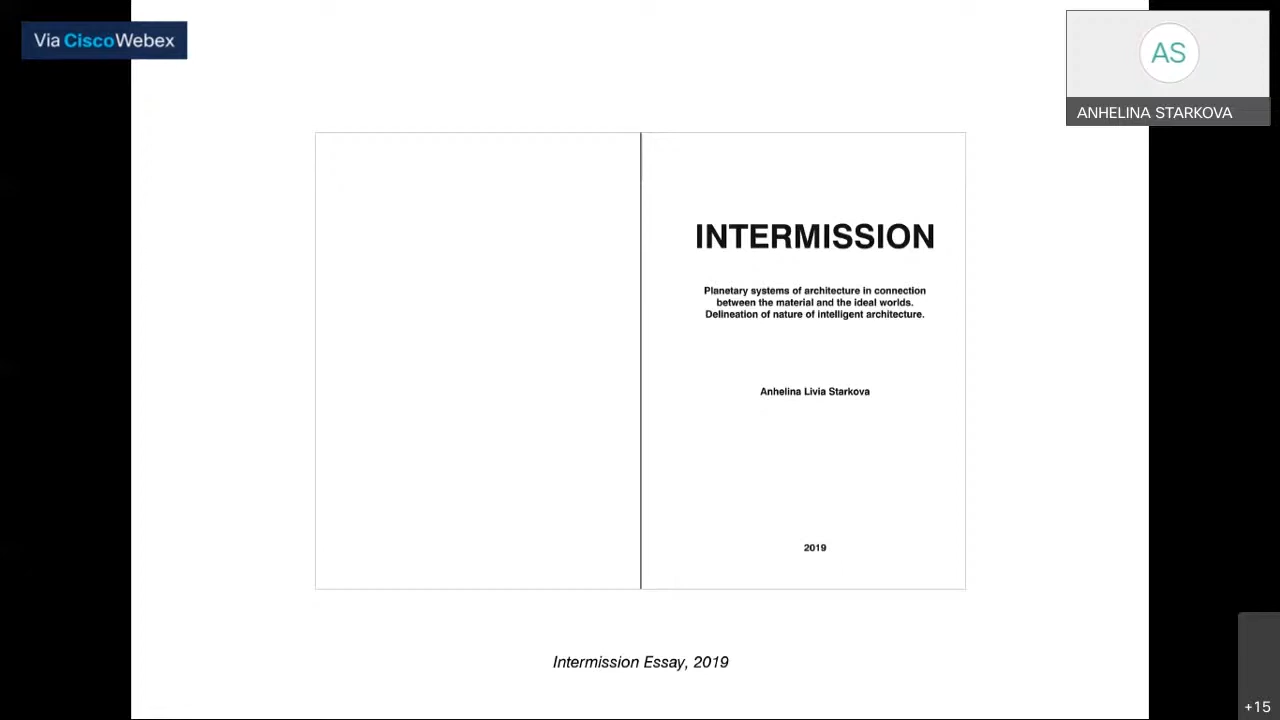 Via CiscoWebex
AS
ANHELINA STARKOVA
INTERMISSION
Planetary systems of architecture in connection
between the material and the ideal worlds.
Delineation of nature of intelligent architecture.
Anhelina Livia Starkova
2019
Intermission Essay, 2019
+15